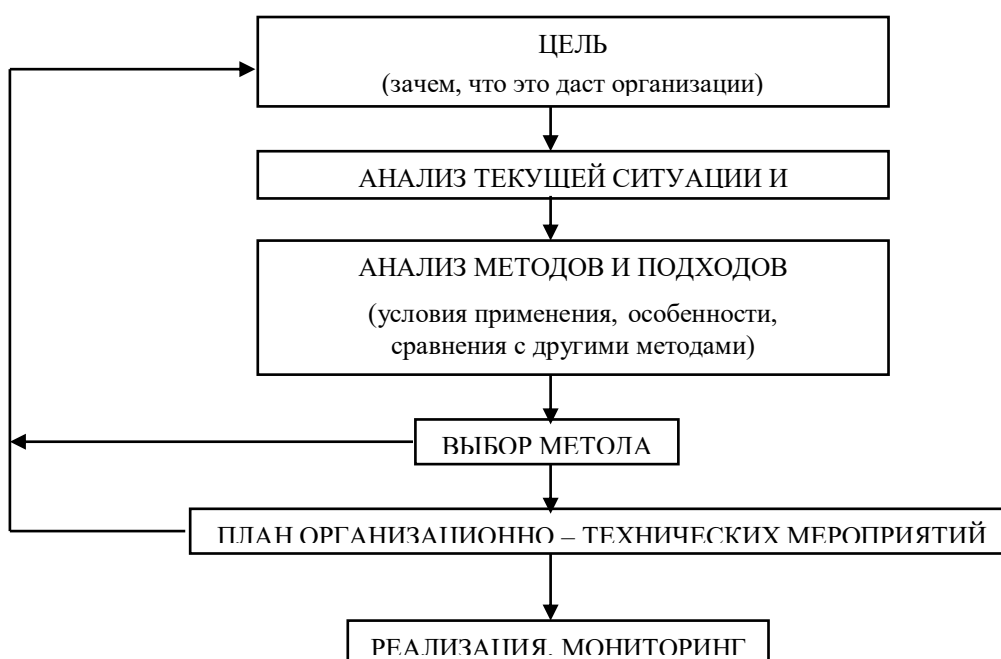 ЦЕЛЬ
(зачем, что это даст организации)
АНАЛИЗ ТЕКУЩЕЙ СИТУАЦИИ И
АНАЛИЗ МЕТОДОВ И ПОДХОДОВ
(условия применения, особенности,
сравнения с другими методами)
ВЫБОР МЕТОДА
ПЛАН ОРГАНИЗАЦИОННО – ТЕХНИЧЕСКИХ МЕРОПРИЯТИЙ
РЕАЛИЗАЦИЯ, МОНИТОРИНГ